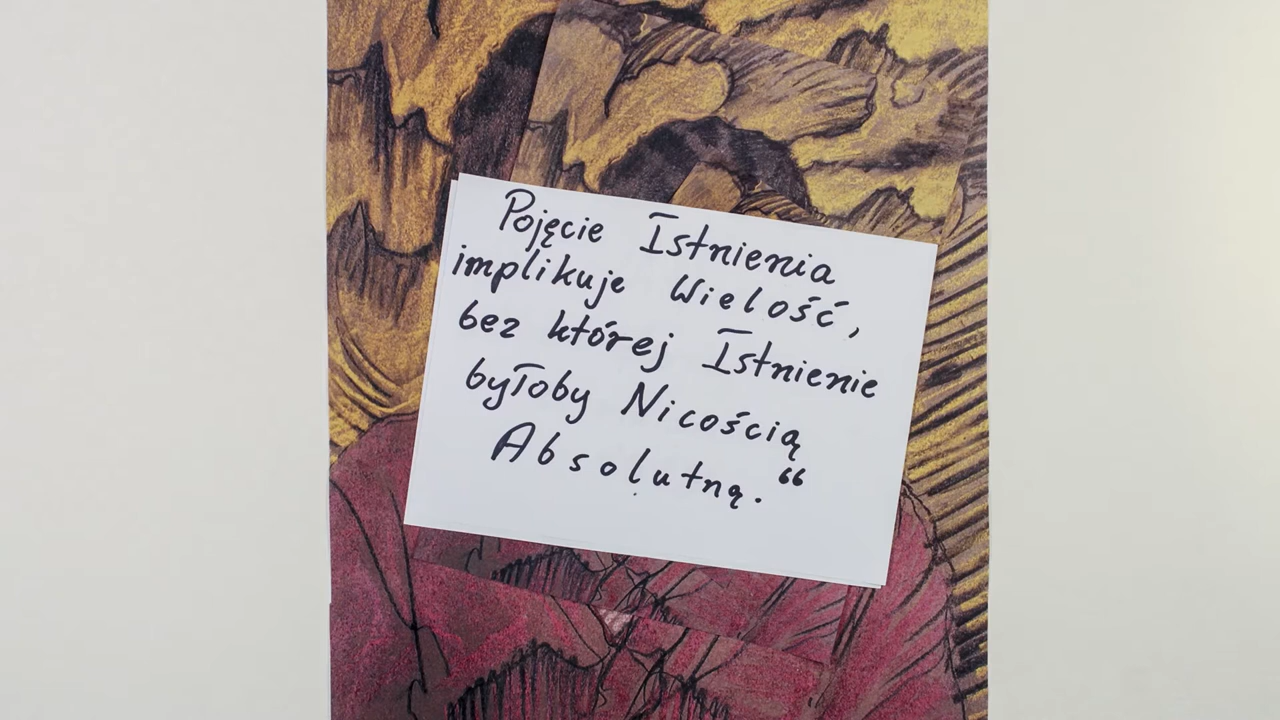 Pojęcie Istnienia
implikuje Wielość,
bez której Istnienie
byłoby Nicością
Absolutną.“